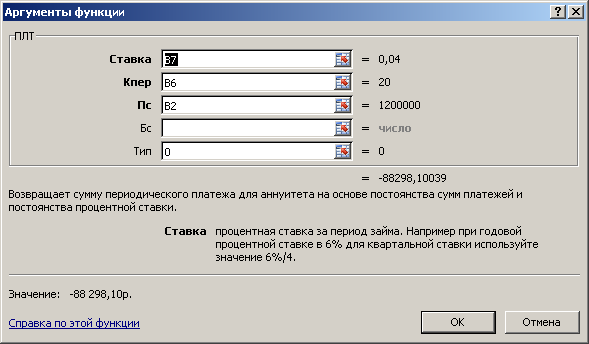 Аргументы функции
ПЛТ
Ставка B7 = 0,04
Кпер B6 = 20
Пс B2 = 1200000
Бс = число
Тип 0 = 0
= -88298,10039
Возвращает сумму периодического платежа для аннуитета на основе постоянства сумм платежей и
постоянства процентной ставки.
Ставка процентная ставка за период займа. Например при годовой
процентной ставке в 6% для квартальной ставки используйте
значение 6%/4.
Значение: -88 298,10р.
Справка по этой функции
OK
Отмена